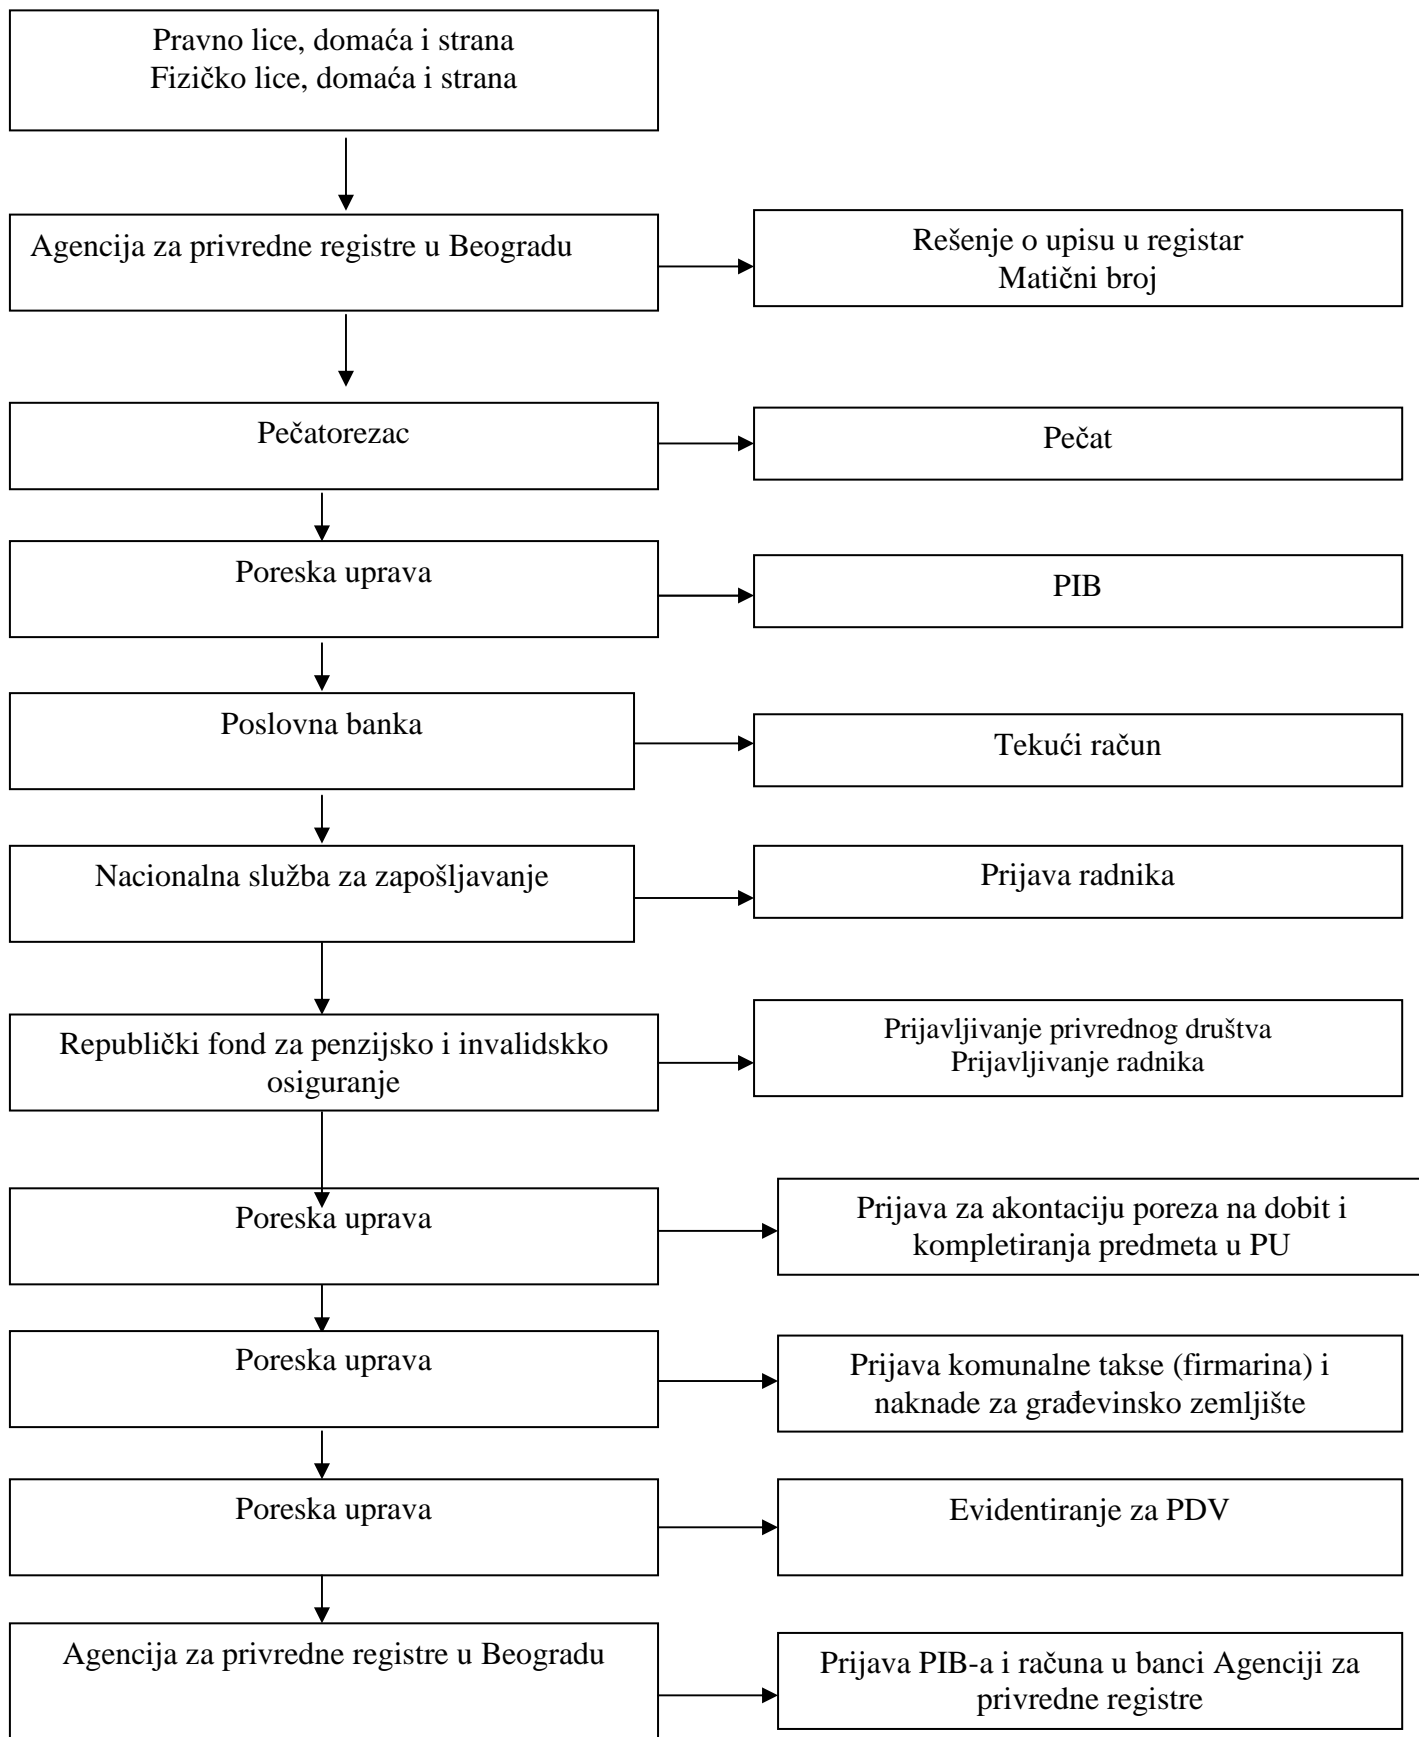 Pravno lice, domaća i strana
Fizičko lice, domaća i strana
Agencija za privredne registre u Beogradu
Rešenje o upisu u registar
Matični broj
Pečatorezac
Pečat
Poreska uprava
PIB
Poslovna banka
Tekući račun
Nacionalna služba za zapošljavanje
Prijava radnika
Republički fond za penzijsko i invalidskko
osiguranje
Prijavljivanje privrednog društva
Prijavljivanje radnika
Poreska uprava
Prijava za akontaciju poreza na dobit i
kompletiranja predmeta u PU
Poreska uprava
Prijava komunalne takse (firmarina) i
naknade za građevinsko zemljište
Poreska uprava
Evidentiranje za PDV
Agencija za privredne registre u Beogradu
Prijava PIB-a i računa u banci Agenciji za
privredne registre